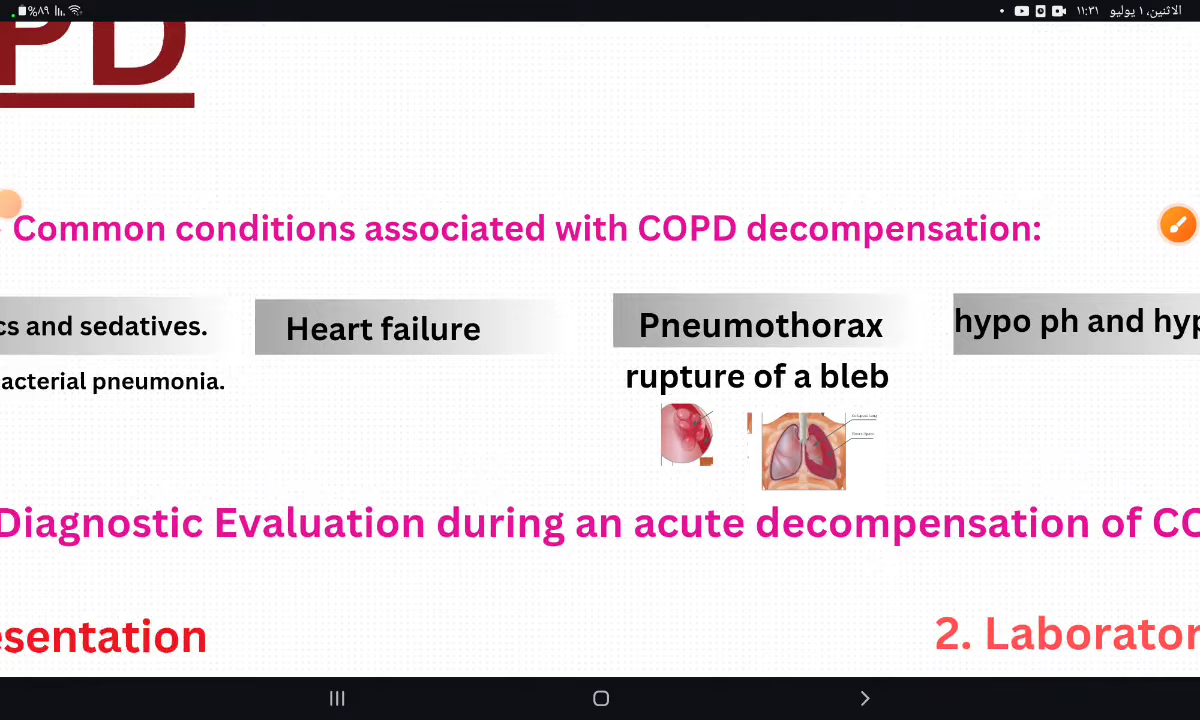 %٨٩
الاثنين، ١ يوليو ١١:٣١
PD
Common conditions associated with COPD decompensation:
cs and sedatives.
Heart failure
Pneumothorax
hypo ph and hyp
acterial pneumonia.
rupture of a bleb
Diagnostic Evaluation during an acute decompensation of CO
esentation
2. Laborator